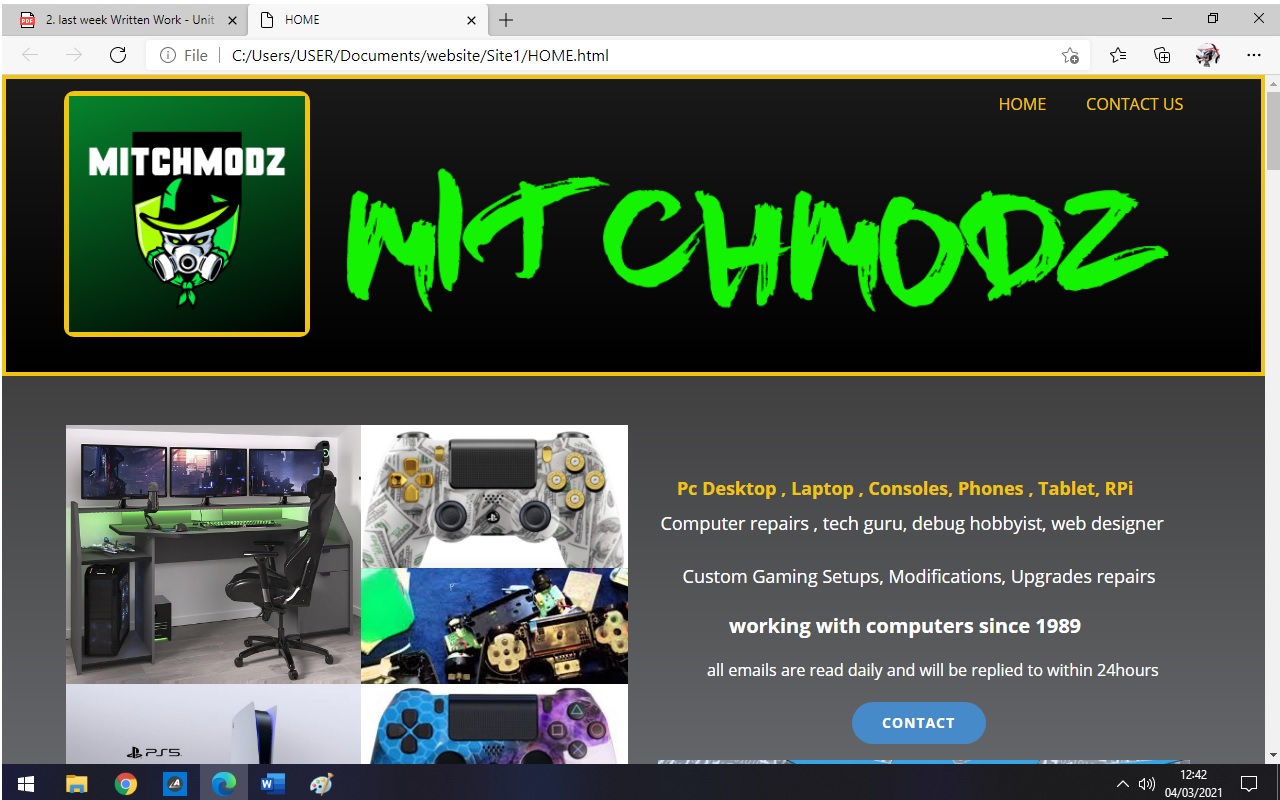 2. last week Written Work - Unit
HOME
File
C:/Users/USER/Documents/website/Site1/HOME.html
HOME
CONTACT US
MITCHMODZ
MITCHMODZ
Pc Desktop , Laptop , Consoles, Phones , Tablet, RPi
Computer repairs , tech guru, debug hobbyist, web designer
Custom Gaming Setups, Modifications, Upgrades repairs
working with computers since 1989
all emails are read daily and will be replied to within 24hours
CONTACT
PS5
12:42
04/03/2021